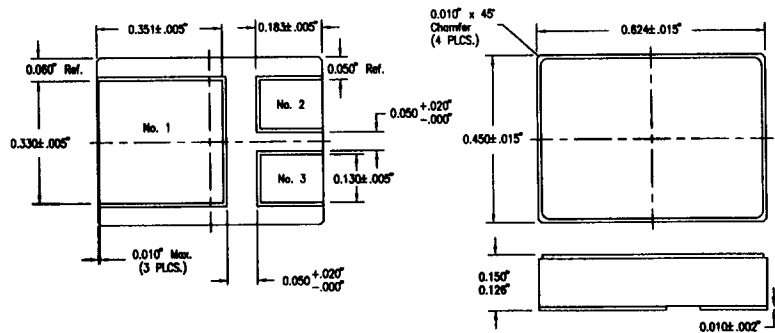 0.351±.005"
0.183±.005"
0.060" Ref.
0.050" Ref.
No. 1
No. 2
0.050 +.020"
-.000"
0.330±.005"
No. 3
0.130±.005"
0.010" Max.
(3 PLCS.)
0.050 +.020"
-.000"
0.010" x 45°
Chamfer
(4 PLCS.)
0.624±.015"
0.450±.015"
0.150"
0.126"
0.010±.002"